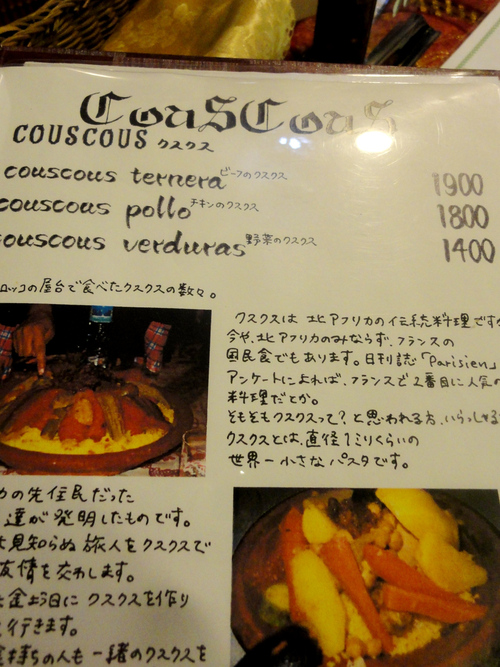 CousCous
COUSCOUS クスクス
couscous ternera ビーフのクスクス 1900
couscous pollo チキンのクスクス 1800
couscous verduras 野菜のクスクス 1400
ロッコの屋台で食べたクスクスの数々。
クスクスは北アフリカの伝統料理です
今や、北アフリカのみならず、フランスの
国民食でもあります。日刊誌「Parisien」
アンケートによれば、フランスで2番目に人気の
料理だとか。
そもそもクスクスって?と思われる方、いらっしゃる
クスクスとは、直径1ミリくらいの
世界一小さなパスタです。
カの先住民だった
達が発明したものです。
見知らぬ旅人をクスクスで
友情を交わします。
金曜日にクスクスを作り
行きます。
持ちの人も一緒のクスクスを